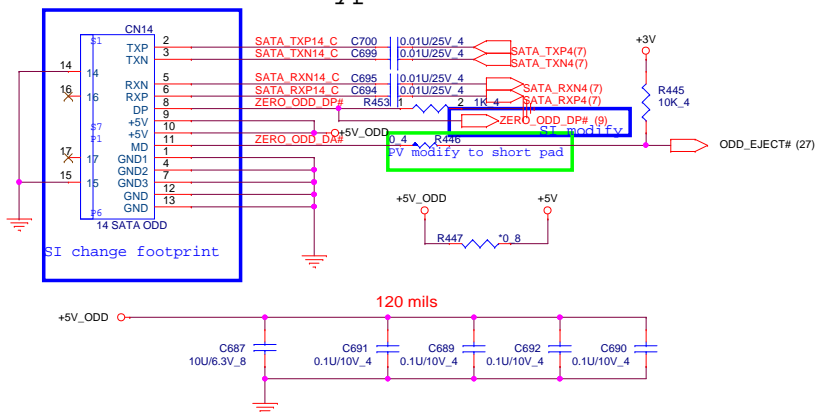 CN14
S1
TXP 2 SATA_TXP14_C C700 0.01U/25V_4 SATA_TXP4(7)
TXN 3 SATA_TXN14_C C699 0.01U/25V_4 SATA_TXN4(7)
+3V
14 14
RXN 5 SATA_RXN14_C C695 0.01U/25V_4 SATA_RXN4(7)
16 16 RXP 6 SATA_RXP14_C C694 0.01U/25V_4 SATA_RXP4(7)
R445
10K_4
DP 8 ZERO_ODD_DP# R453 1 2 1K_4
+5V 9 ZERO_ODD_DP# (9)
S7
+5V 10 +5V_ODD SI modify
P1
MD 11 ZERO_ODD_DA# 0_4 R446 ODD_EJECT# (27)
17 17 GND1 1 PV modify to short pad
GND2 4
15 15 GND3 7
GND 12
P6 GND 13
14 SATA ODD
+5V_ODD +5V
R447 *0_8
SI change footprint
120 mils
+5V_ODD
C687 C691 C689 C692 C690
10U/6.3V_8 0.1U/10V_4 0.1U/10V_4 0.1U/10V_4 0.1U/10V_4